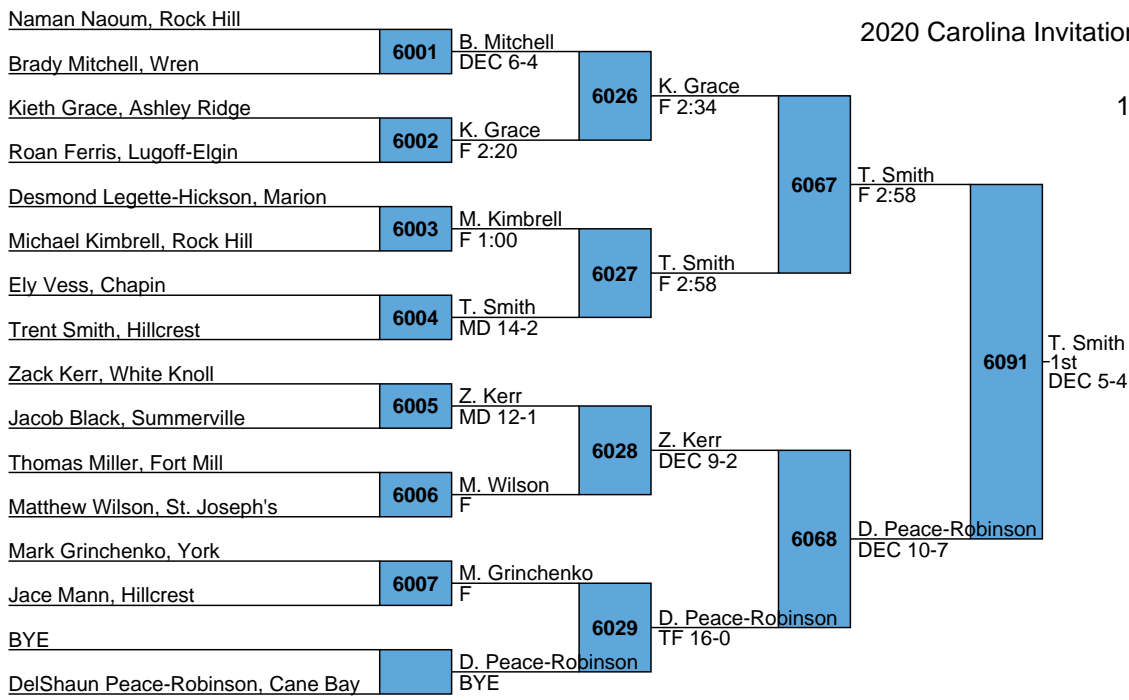 2020 Carolina Invitation
1
Naman Naoum, Rock Hill
Brady Mitchell, Wren
Kieth Grace, Ashley Ridge
Roan Ferris, Lugoff-Elgin
Desmond Legette-Hickson, Marion
Michael Kimbrell, Rock Hill
Ely Vess, Chapin
Trent Smith, Hillcrest
Zack Kerr, White Knoll
Jacob Black, Summerville
Thomas Miller, Fort Mill
Matthew Wilson, St. Joseph's
Mark Grinchenko, York
Jace Mann, Hillcrest
BYE
DelShaun Peace-Robinson, Cane Bay
6001
6002
6003
6004
6005
6006
6007
B. Mitchell
DEC 6-4
K. Grace
F 2:20
M. Kimbrell
F 1:00
T. Smith
MD 14-2
Z. Kerr
MD 12-1
M. Wilson
F
M. Grinchenko
F
D. Peace-Robinson
BYE
6026
6027
6028
6029
K. Grace
F 2:34
T. Smith
F 2:58
Z. Kerr
DEC 9-2
D. Peace-Robinson
TF 16-0
6067
6068
T. Smith
F 2:58
D. Peace-Robinson
DEC 10-7
6091
T. Smith
1st
DEC 5-4